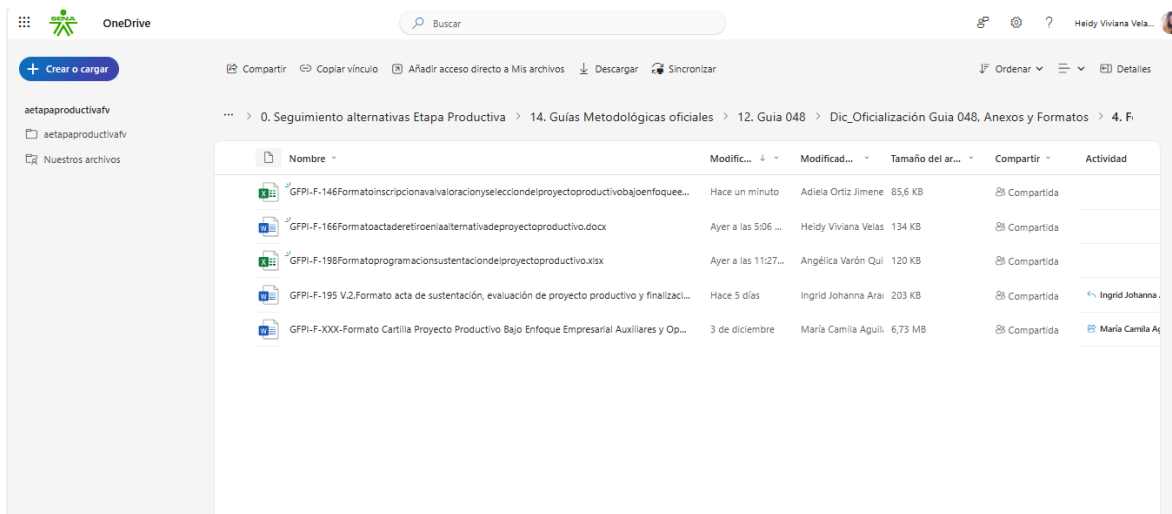 SENA OneDrive Buscar Heidy Viviana Vela...
Crear o cargar Compartir Copiar vínculo Añadir acceso directo a Mis archivos Descargar Sincronizar Ordenar Detalles
aetapaproductivafv
aetapaproductivafv
Nuestros archivos
... > 0. Seguimiento alternativas Etapa Productiva > 14. Guías Metodológicas oficiales > 12. Guia 048 > Dic_Oficialización Guia 048, Anexos y Formatos > 4. F
Nombre Modific... Modificad... Tamaño del ar... Compartir Actividad
GFPI-F-146Formatoinscripcionavalvaloracionyselecciondelproyectoproductivobajoenfoquee... Hace un minuto Adiela Ortiz Jimene 85,6 KB Compartida
GFPI-F-166Formatoactaderetiroenlaalternativadeproyectoproductivo.docx Ayer a las 5:06 ... Heidy Viviana Velas 134 KB Compartida
GFPI-F-198Formatoprogramacionsustentaciondelproyectoproductivo.xlsx Ayer a las 11:27... Angélica Varón Qui 120 KB Compartida
GFPI-F-195 V.2.Formato acta de sustentación, evaluación de proyecto productivo y finalizaci... Hace 5 días Ingrid Johanna Arai 203 KB Compartida Ingrid Johanna
GFPI-F-XXX-Formato Cartilla Proyecto Productivo Bajo Enfoque Empresarial Auxiliares y Op... 3 de diciembre María Camila Aguil 6,73 MB Compartida María Camila Ag